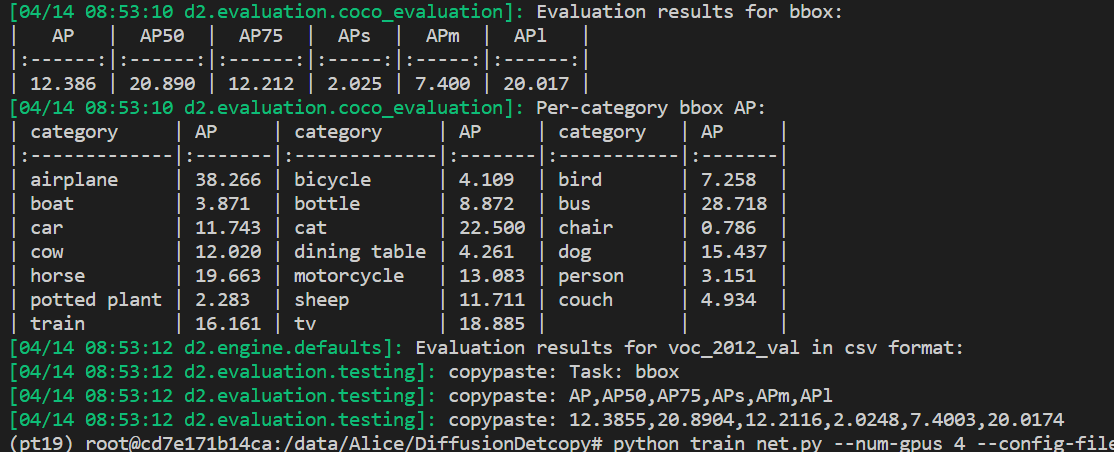 [04/14 08:53:10 d2.evaluation.coco_evaluation]: Evaluation results for bbox:
| AP | AP50 | AP75 | APs | APm | APl |
|:------:|:------:|:------:|:-----:|:-----:|:------:|
| 12.386 | 20.890 | 12.212 | 2.025 | 7.400 | 20.017 |
[04/14 08:53:10 d2.evaluation.coco_evaluation]: Per-category bbox AP:
| category | AP | category | AP | category | AP |
|:-------------|:-------|:-------------|:-------|:-----------|:-------|
| airplane | 38.266 | bicycle | 4.109 | bird | 7.258 |
| boat | 3.871 | bottle | 8.872 | bus | 28.718 |
| car | 11.743 | cat | 22.500 | chair | 0.786 |
| cow | 12.020 | dining table | 4.261 | dog | 15.437 |
| horse | 19.663 | motorcycle | 13.083 | person | 3.151 |
| potted plant | 2.283 | sheep | 11.711 | couch | 4.934 |
| train | 16.161 | tv | 18.885 | | |
[04/14 08:53:12 d2.engine.defaults]: Evaluation results for voc_2012_val in csv format:
[04/14 08:53:12 d2.evaluation.testing]: copypaste: Task: bbox
[04/14 08:53:12 d2.evaluation.testing]: copypaste: AP,AP50,AP75,APs,APm,APl
[04/14 08:53:12 d2.evaluation.testing]: copypaste: 12.3855,20.8904,12.2116,2.0248,7.4003,20.0174
(pt19) root@cd7e171b14ca:/data/Alice/DiffusionDetcopy# python train_net.py --num-gpus 4 --config-file